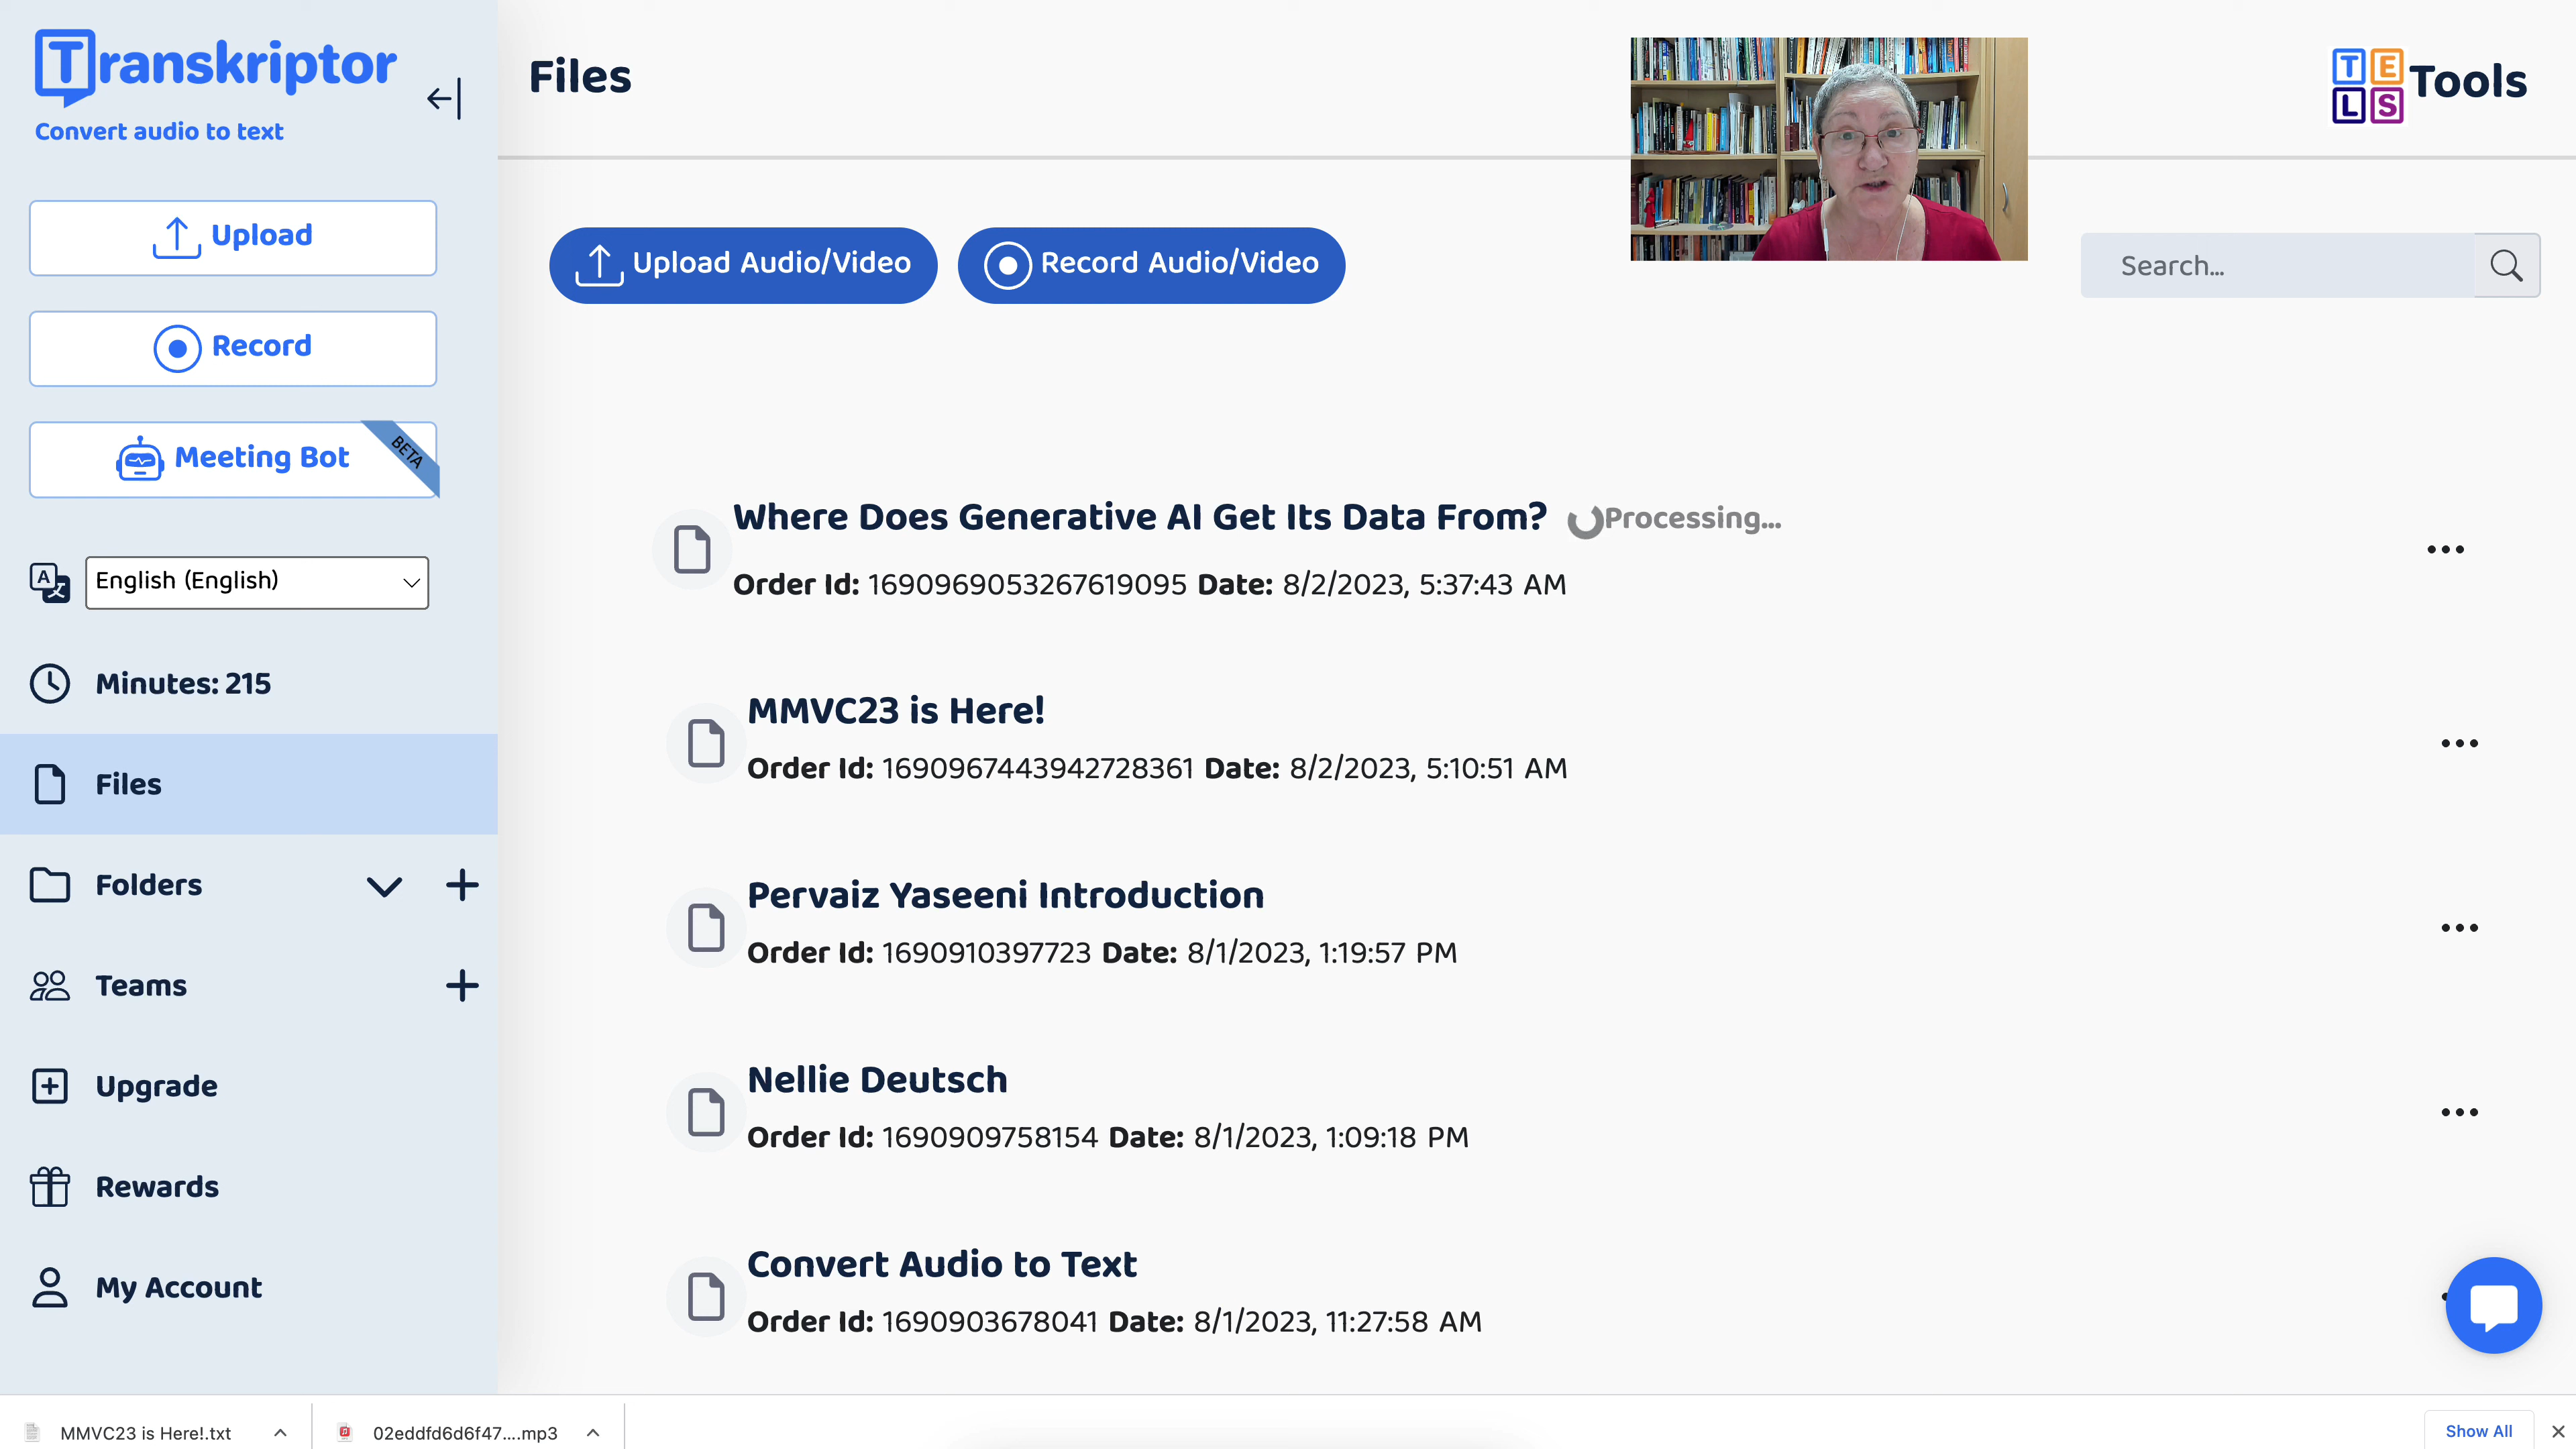 Transkriptor
Convert audio to text
Upload
Record
Meeting Bot
BETA
English (English)
Minutes: 215
Files
Folders
Teams
Upgrade
Rewards
My Account
Files
TELS Tools
Upload Audio/Video
Record Audio/Video
Search...
Where Does Generative AI Get Its Data From? Processing...
Order Id: 1690969053267619095 Date: 8/2/2023, 5:37:43 AM
MMVC23 is Here!
Order Id: 1690967443942728361 Date: 8/2/2023, 5:10:51 AM
Pervaiz Yaseeni Introduction
Order Id: 1690910397723 Date: 8/1/2023, 1:19:57 PM
Nellie Deutsch
Order Id: 1690909758154 Date: 8/1/2023, 1:09:18 PM
Convert Audio to Text
Order Id: 1690903678041 Date: 8/1/2023, 11:27:58 AM
MMVC23 is Here!.txt
02eddfd6d6f47....mp3
Show All